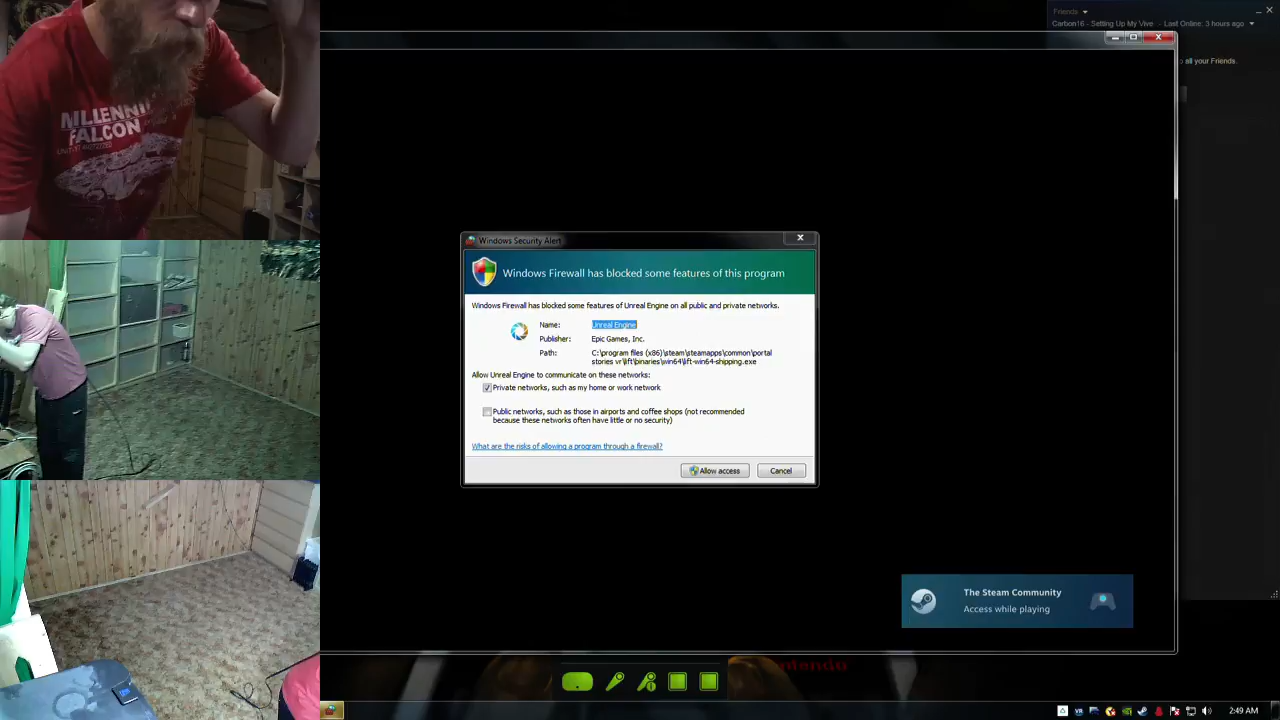 MILLENNIUM
FALCON
Friends
Carbon16 - Setting Up My Vive - Last Online: 3 hours ago
all your Friends.
Windows Security Alert
Windows Firewall has blocked some features of this program
Windows Firewall has blocked some features of Unreal Engine on all public and private networks.
Name: Unreal Engine
Publisher: Epic Games, Inc.
Path: C:\program files (x86)\steam\steamapps\common\portal
stories vr\lift\binaries\win64\lift-win64-shipping.exe
Allow Unreal Engine to communicate on these networks:
Private networks, such as my home or work network
Public networks, such as those in airports and coffee shops (not recommended
because these networks often have little or no security)
What are the risks of allowing a program through a firewall?
Allow access
Cancel
The Steam Community
Access while playing
2:49 AM